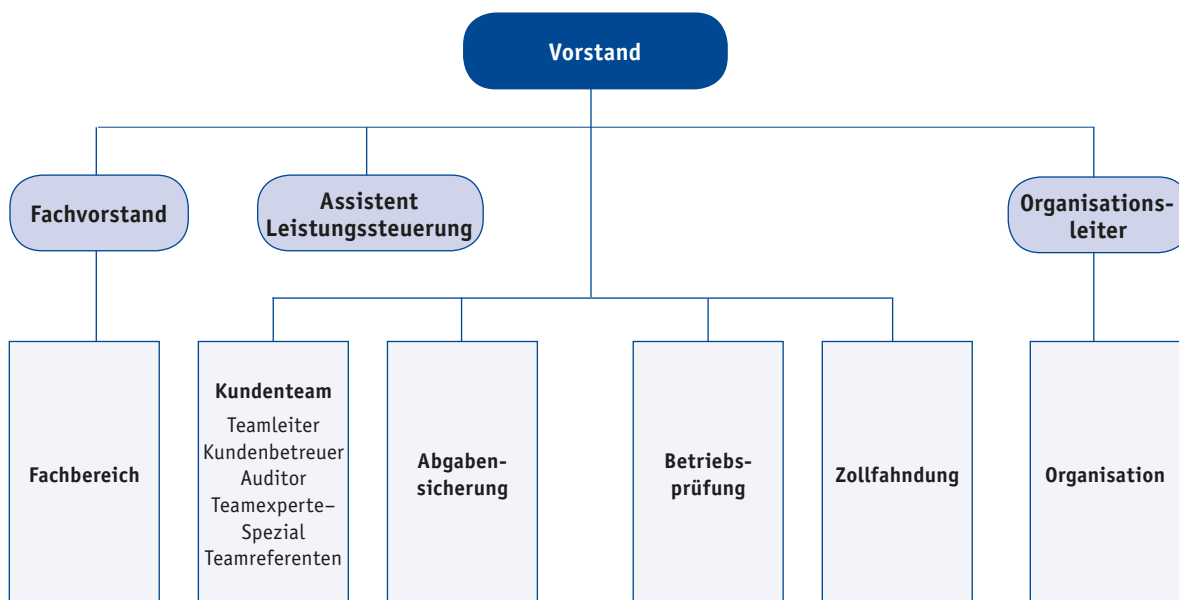 Vorstand
Fachvorstand
Assistent
Leistungssteuerung
Organisations-
leiter
Fachbereich
Kundenteam
Teamleiter
Kundenbetreuer
Auditor
Teamexperte–
Spezial
Teamreferenten
Abgaben-
sicherung
Betriebs-
prüfung
Zollfahndung
Organisation